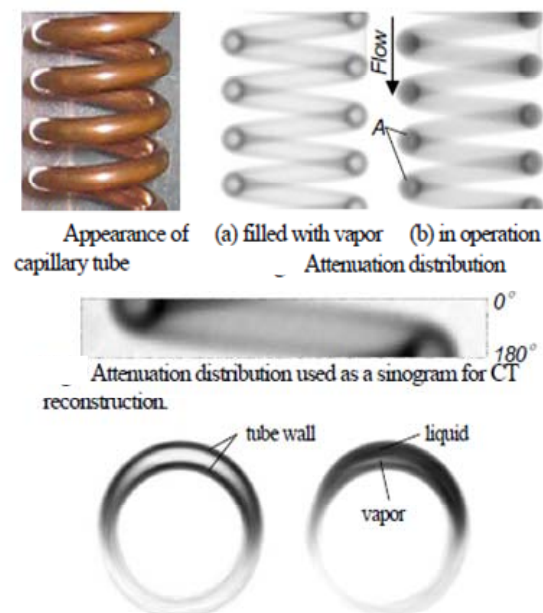 Flow
A
Appearance of (a) filled with vapor (b) in operation
capillary tube Attenuation distribution
0°
180°
Attenuation distribution used as a sinogram for CT
reconstruction.
tube wall liquid
vapor